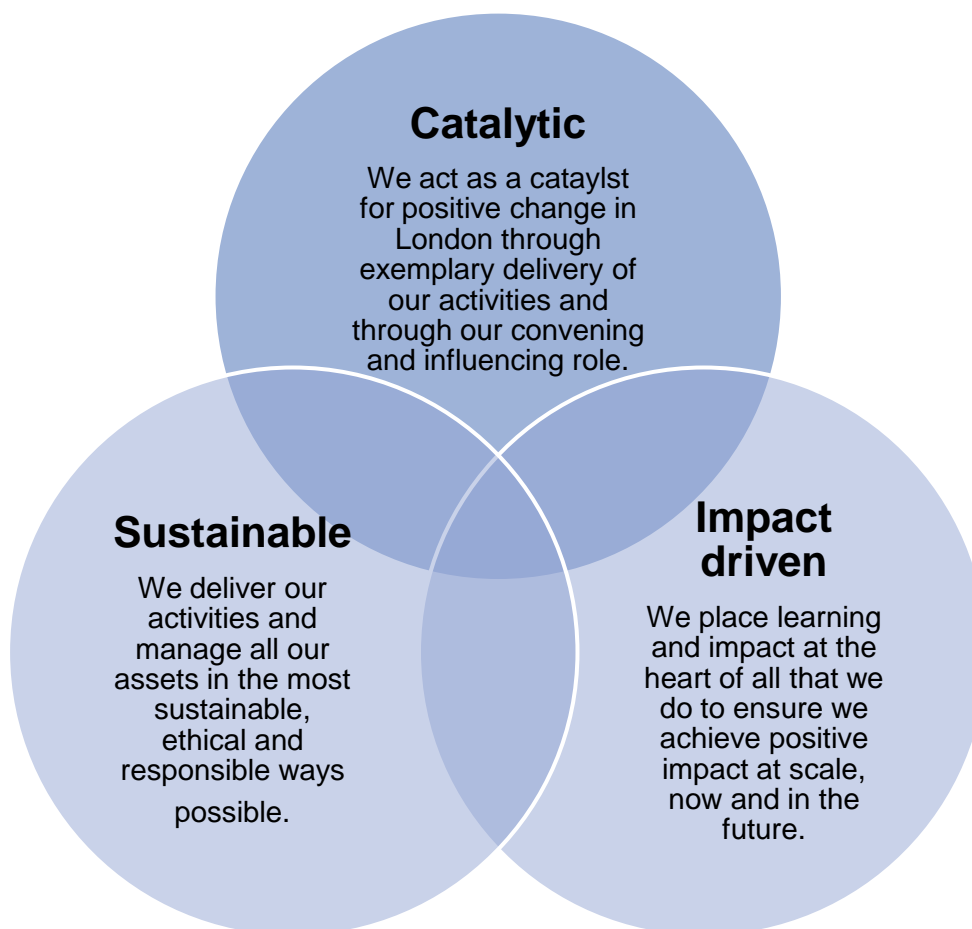 Catalytic
We act as a cataylst
for positive change in
London through
exemplary delivery of
our activities and
through our convening
and influencing role.
Sustainable
We deliver our
activities and
manage all our
assets in the most
sustainable,
ethical and
responsible ways
possible.
Impact
driven
We place learning
and impact at the
heart of all that we
do to ensure we
achieve positive
impact at scale,
now and in the
future.